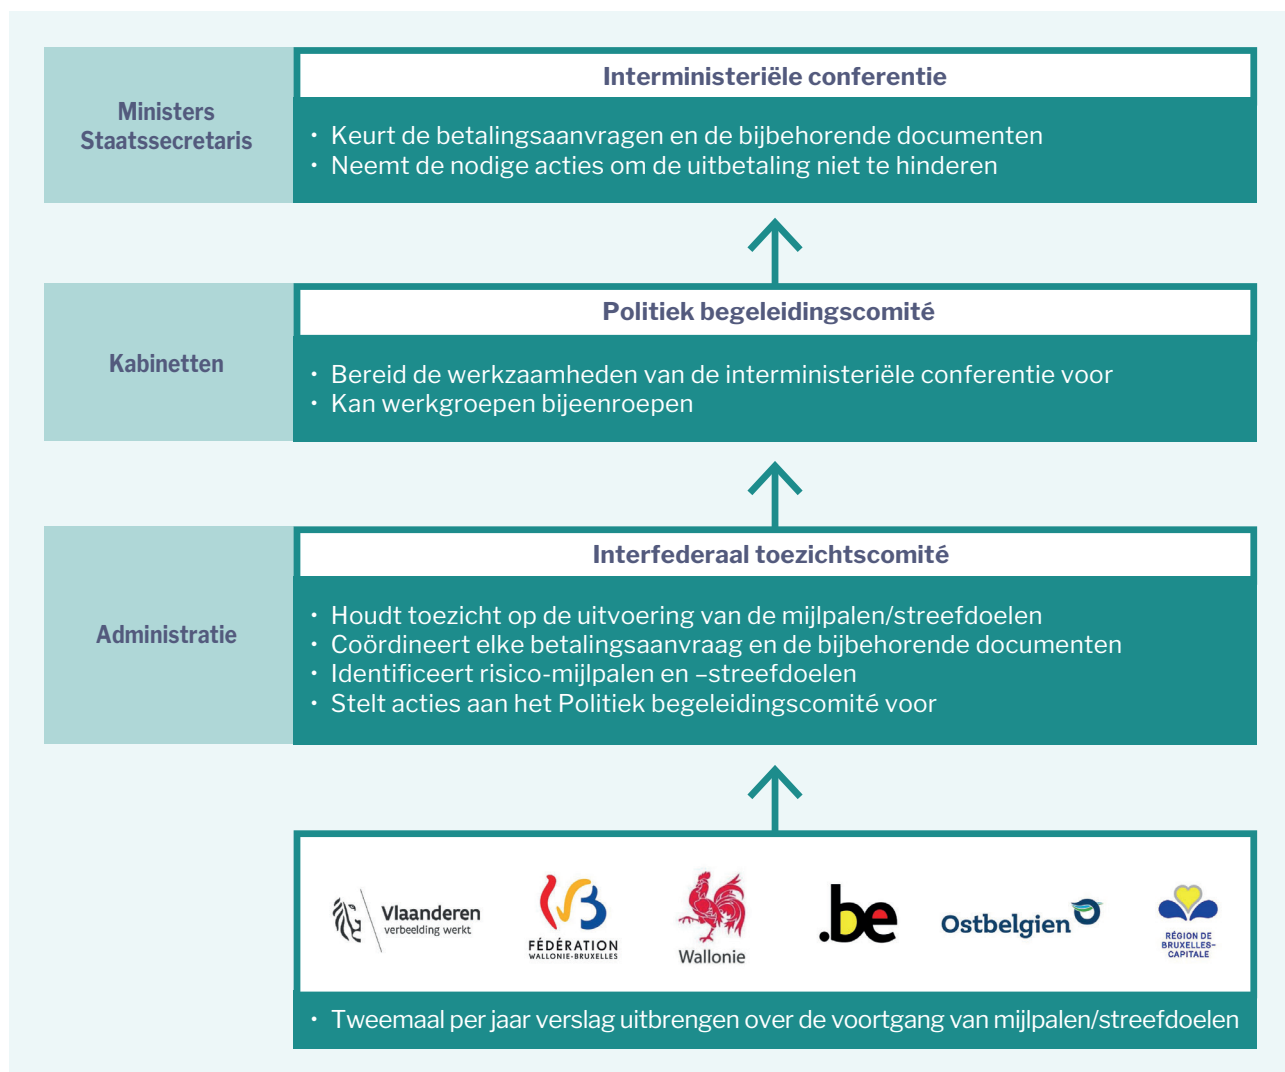 Ministers
Staatssecretaris
Interministeriële conferentie
• Keurt de betalingsaanvragen en de bijbehorende documenten
• Neemt de nodige acties om de uitbetaling niet te hinderen
Kabinetten
Politiek begeleidingscomité
• Bereid de werkzaamheden van de interministeriële conferentie voor
• Kan werkgroepen bijeenroepen
Administratie
Interfederaal toezichtscomité
• Houdt toezicht op de uitvoering van de mijlpalen/streefdoelen
• Coördineert elke betalingsaanvraag en de bijbehorende documenten
• Identificeert risico-mijlpalen en –streefdoelen
• Stelt acties aan het Politiek begeleidingscomité voor
Vlaanderen
verbeelding werkt
FÉDÉRATION
WALLONIE-BRUXELLES
Wallonie
.be
Ostbelgien
RÉGION DE
BRUXELLES-
CAPITALE
• Tweemaal per jaar verslag uitbrengen over de voortgang van mijlpalen/streefdoelen